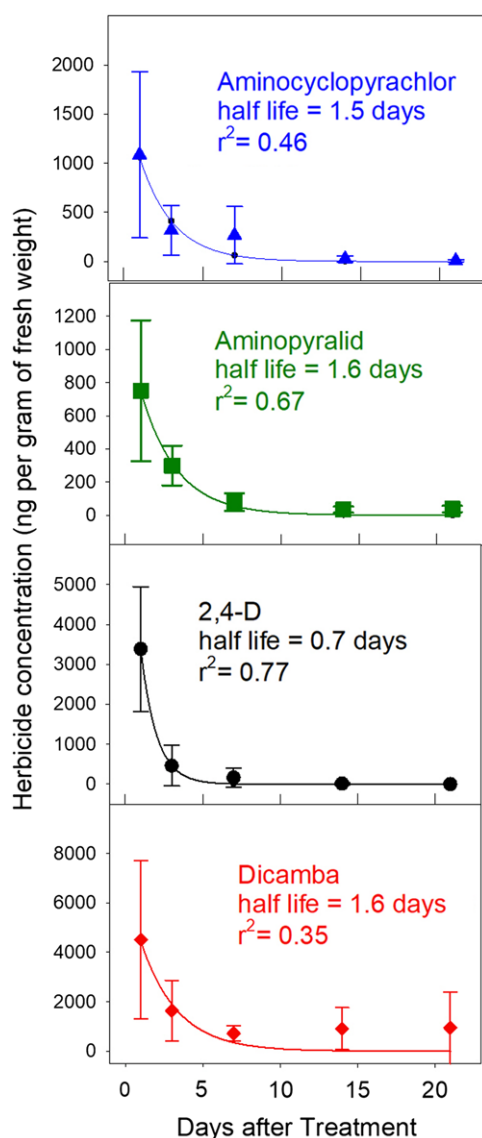 Herbicide concentration (ng per gram of fresh weight)
2000
1500
1000
500
0
Aminocyclopyrachlor
half life = 1.5 days
r²= 0.46
1200
1000
800
600
400
200
0
Aminopyralid
half life = 1.6 days
r²= 0.67
5000
4000
3000
2000
1000
0
2,4-D
half life = 0.7 days
r²= 0.77
8000
6000
4000
2000
0
Dicamba
half life = 1.6 days
r²= 0.35
0 5 10 15 20
Days after Treatment